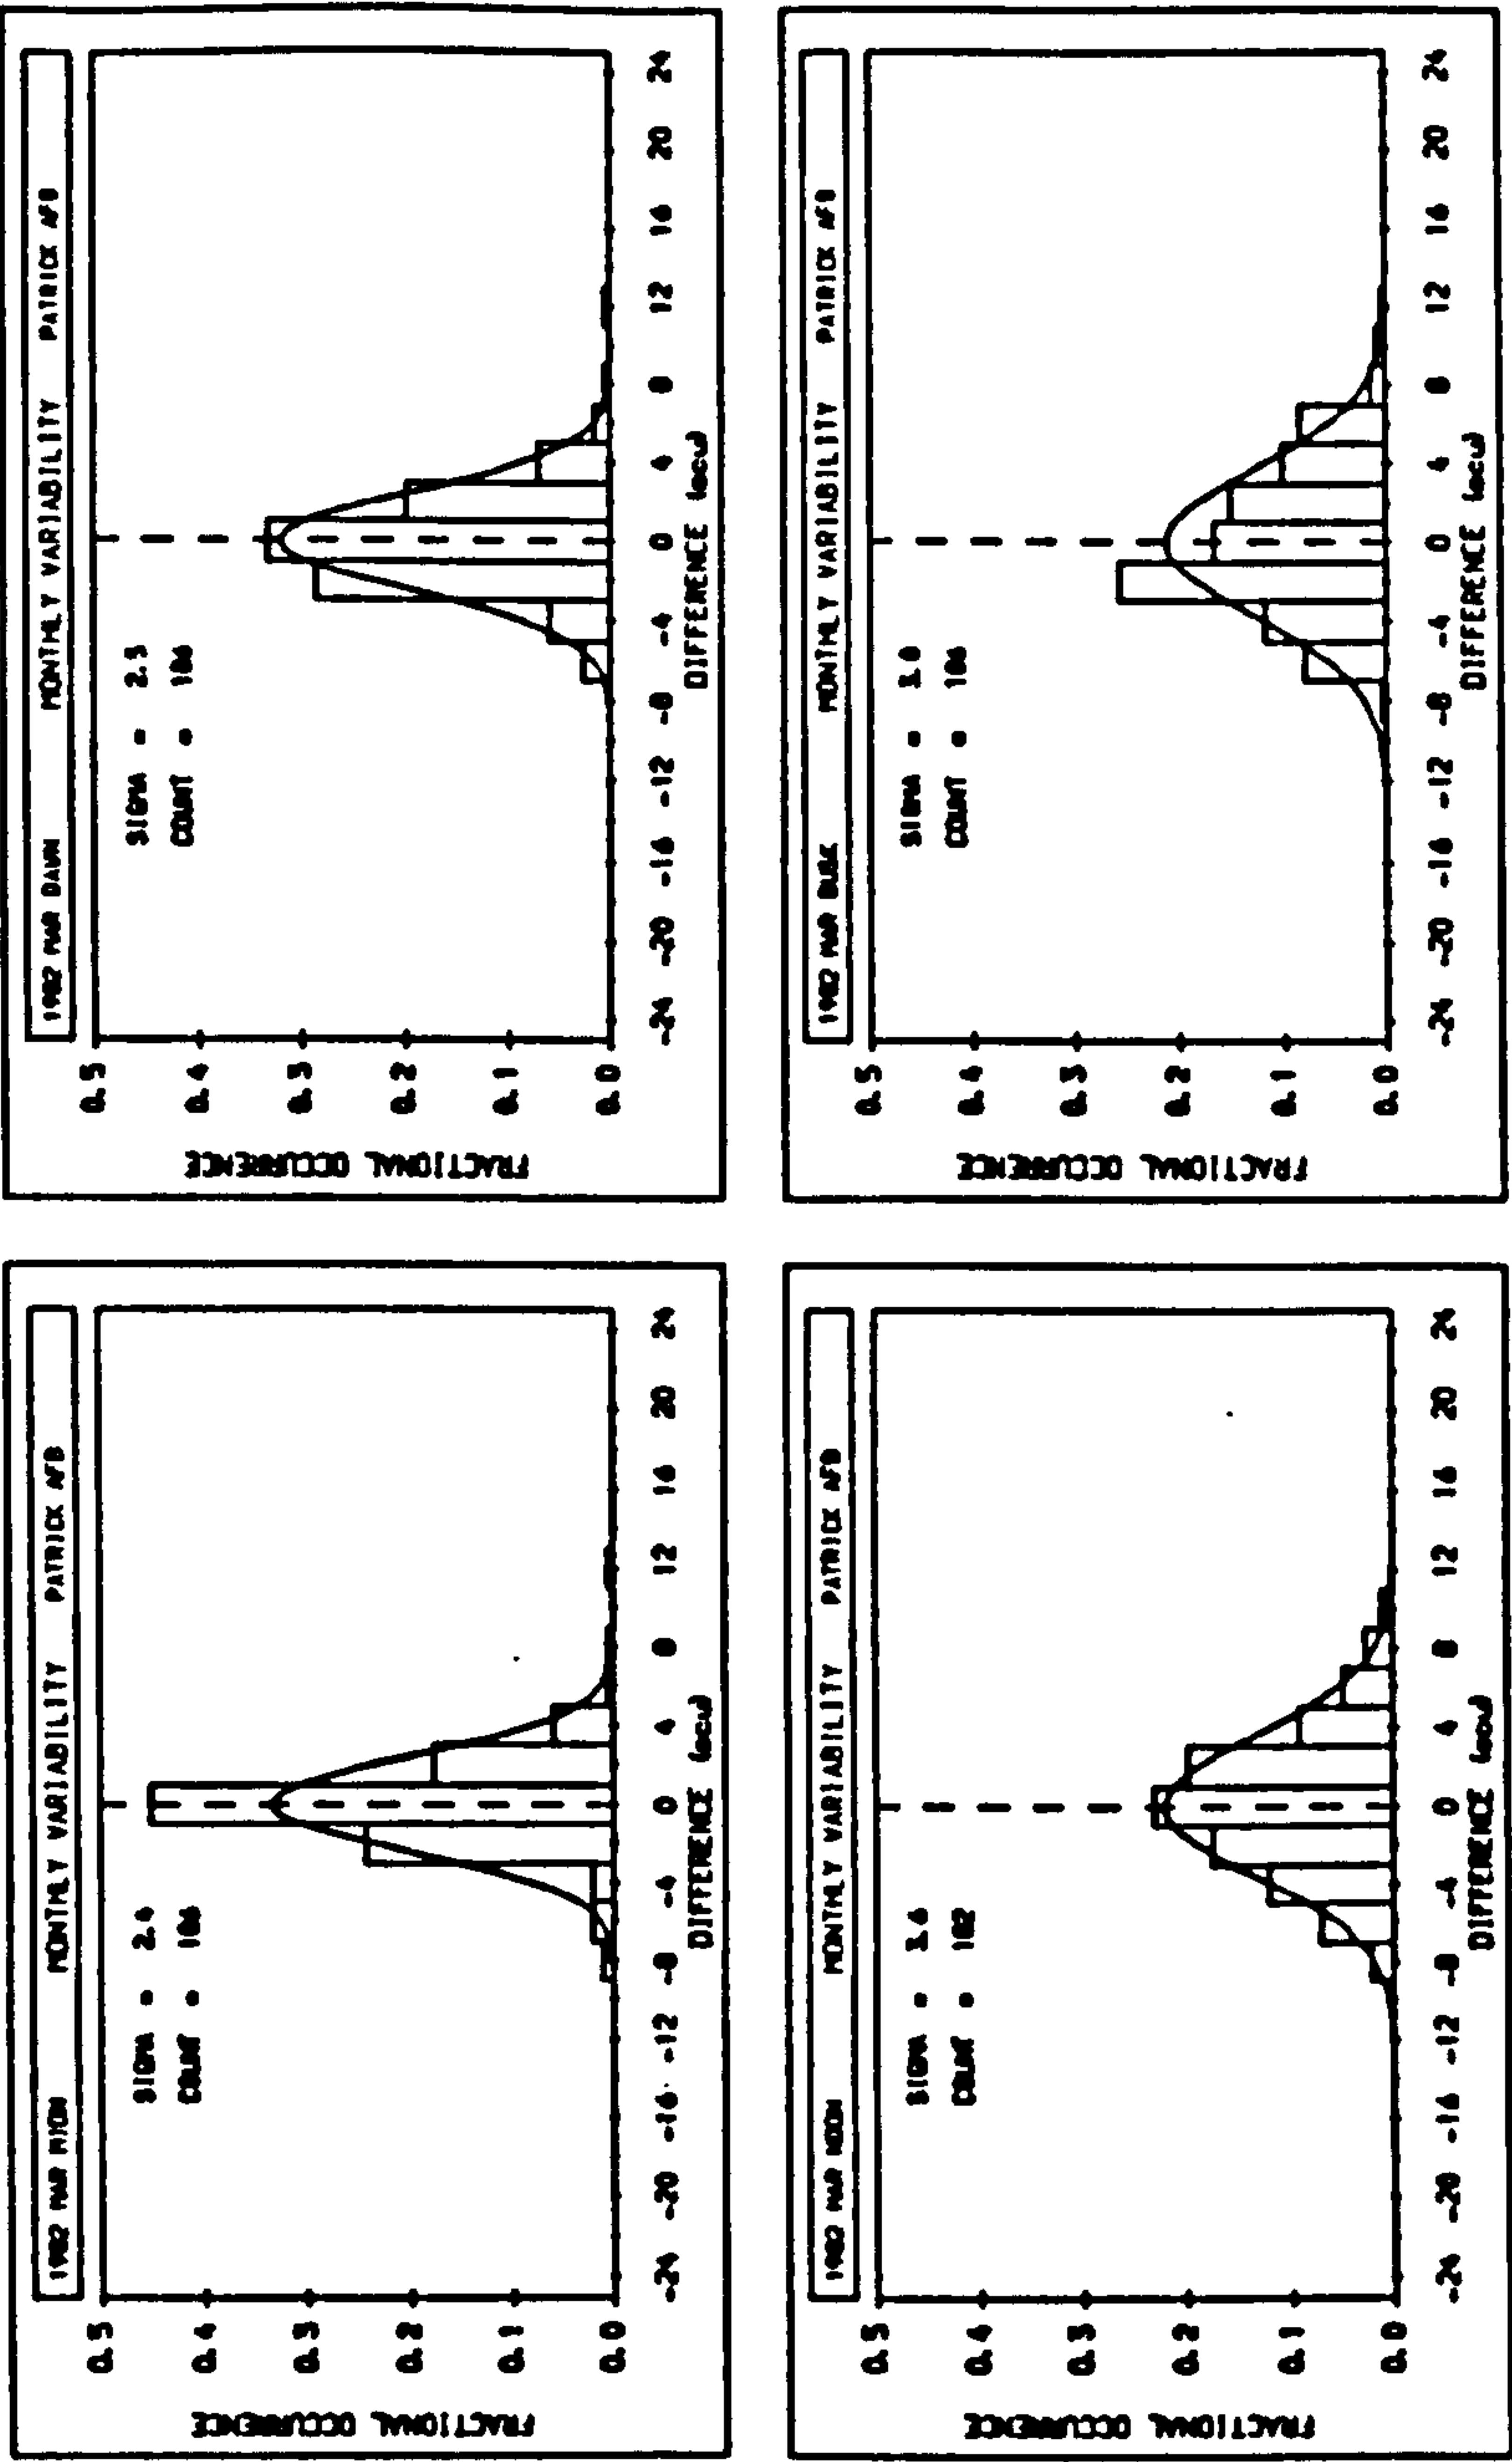 1982 MAR MIDN MONTHLY VARIABILITY PATRICK AFB
SIGMA = 2.4
COUNT = 186
FRACTIONAL OCCURRENCE
0.5
0.4
0.3
0.2
0.1
0.0
-24 -20 -16 -12 -8 -4 0 4 8 12 16 20 24
DIFFERENCE
1982 MAR DAWN MONTHLY VARIABILITY PATRICK AFB
SIGMA = 2.5
COUNT = 186
FRACTIONAL OCCURRENCE
0.5
0.4
0.3
0.2
0.1
0.0
-24 -20 -16 -12 -8 -4 0 4 8 12 16 20 24
DIFFERENCE
1982 MAR NOON MONTHLY VARIABILITY PATRICK AFB
SIGMA = 3.6
COUNT = 182
FRACTIONAL OCCURRENCE
0.5
0.4
0.3
0.2
0.1
0.0
-24 -20 -16 -12 -8 -4 0 4 8 12 16 20 24
DIFFERENCE
1982 MAR DUSK MONTHLY VARIABILITY PATRICK AFB
SIGMA =
COUNT = 186
FRACTIONAL OCCURRENCE
0.5
0.4
0.3
0.2
0.1
0.0
-24 -20 -16 -12 -8 -4 0 4 8 12 16 20 24
DIFFERENCE